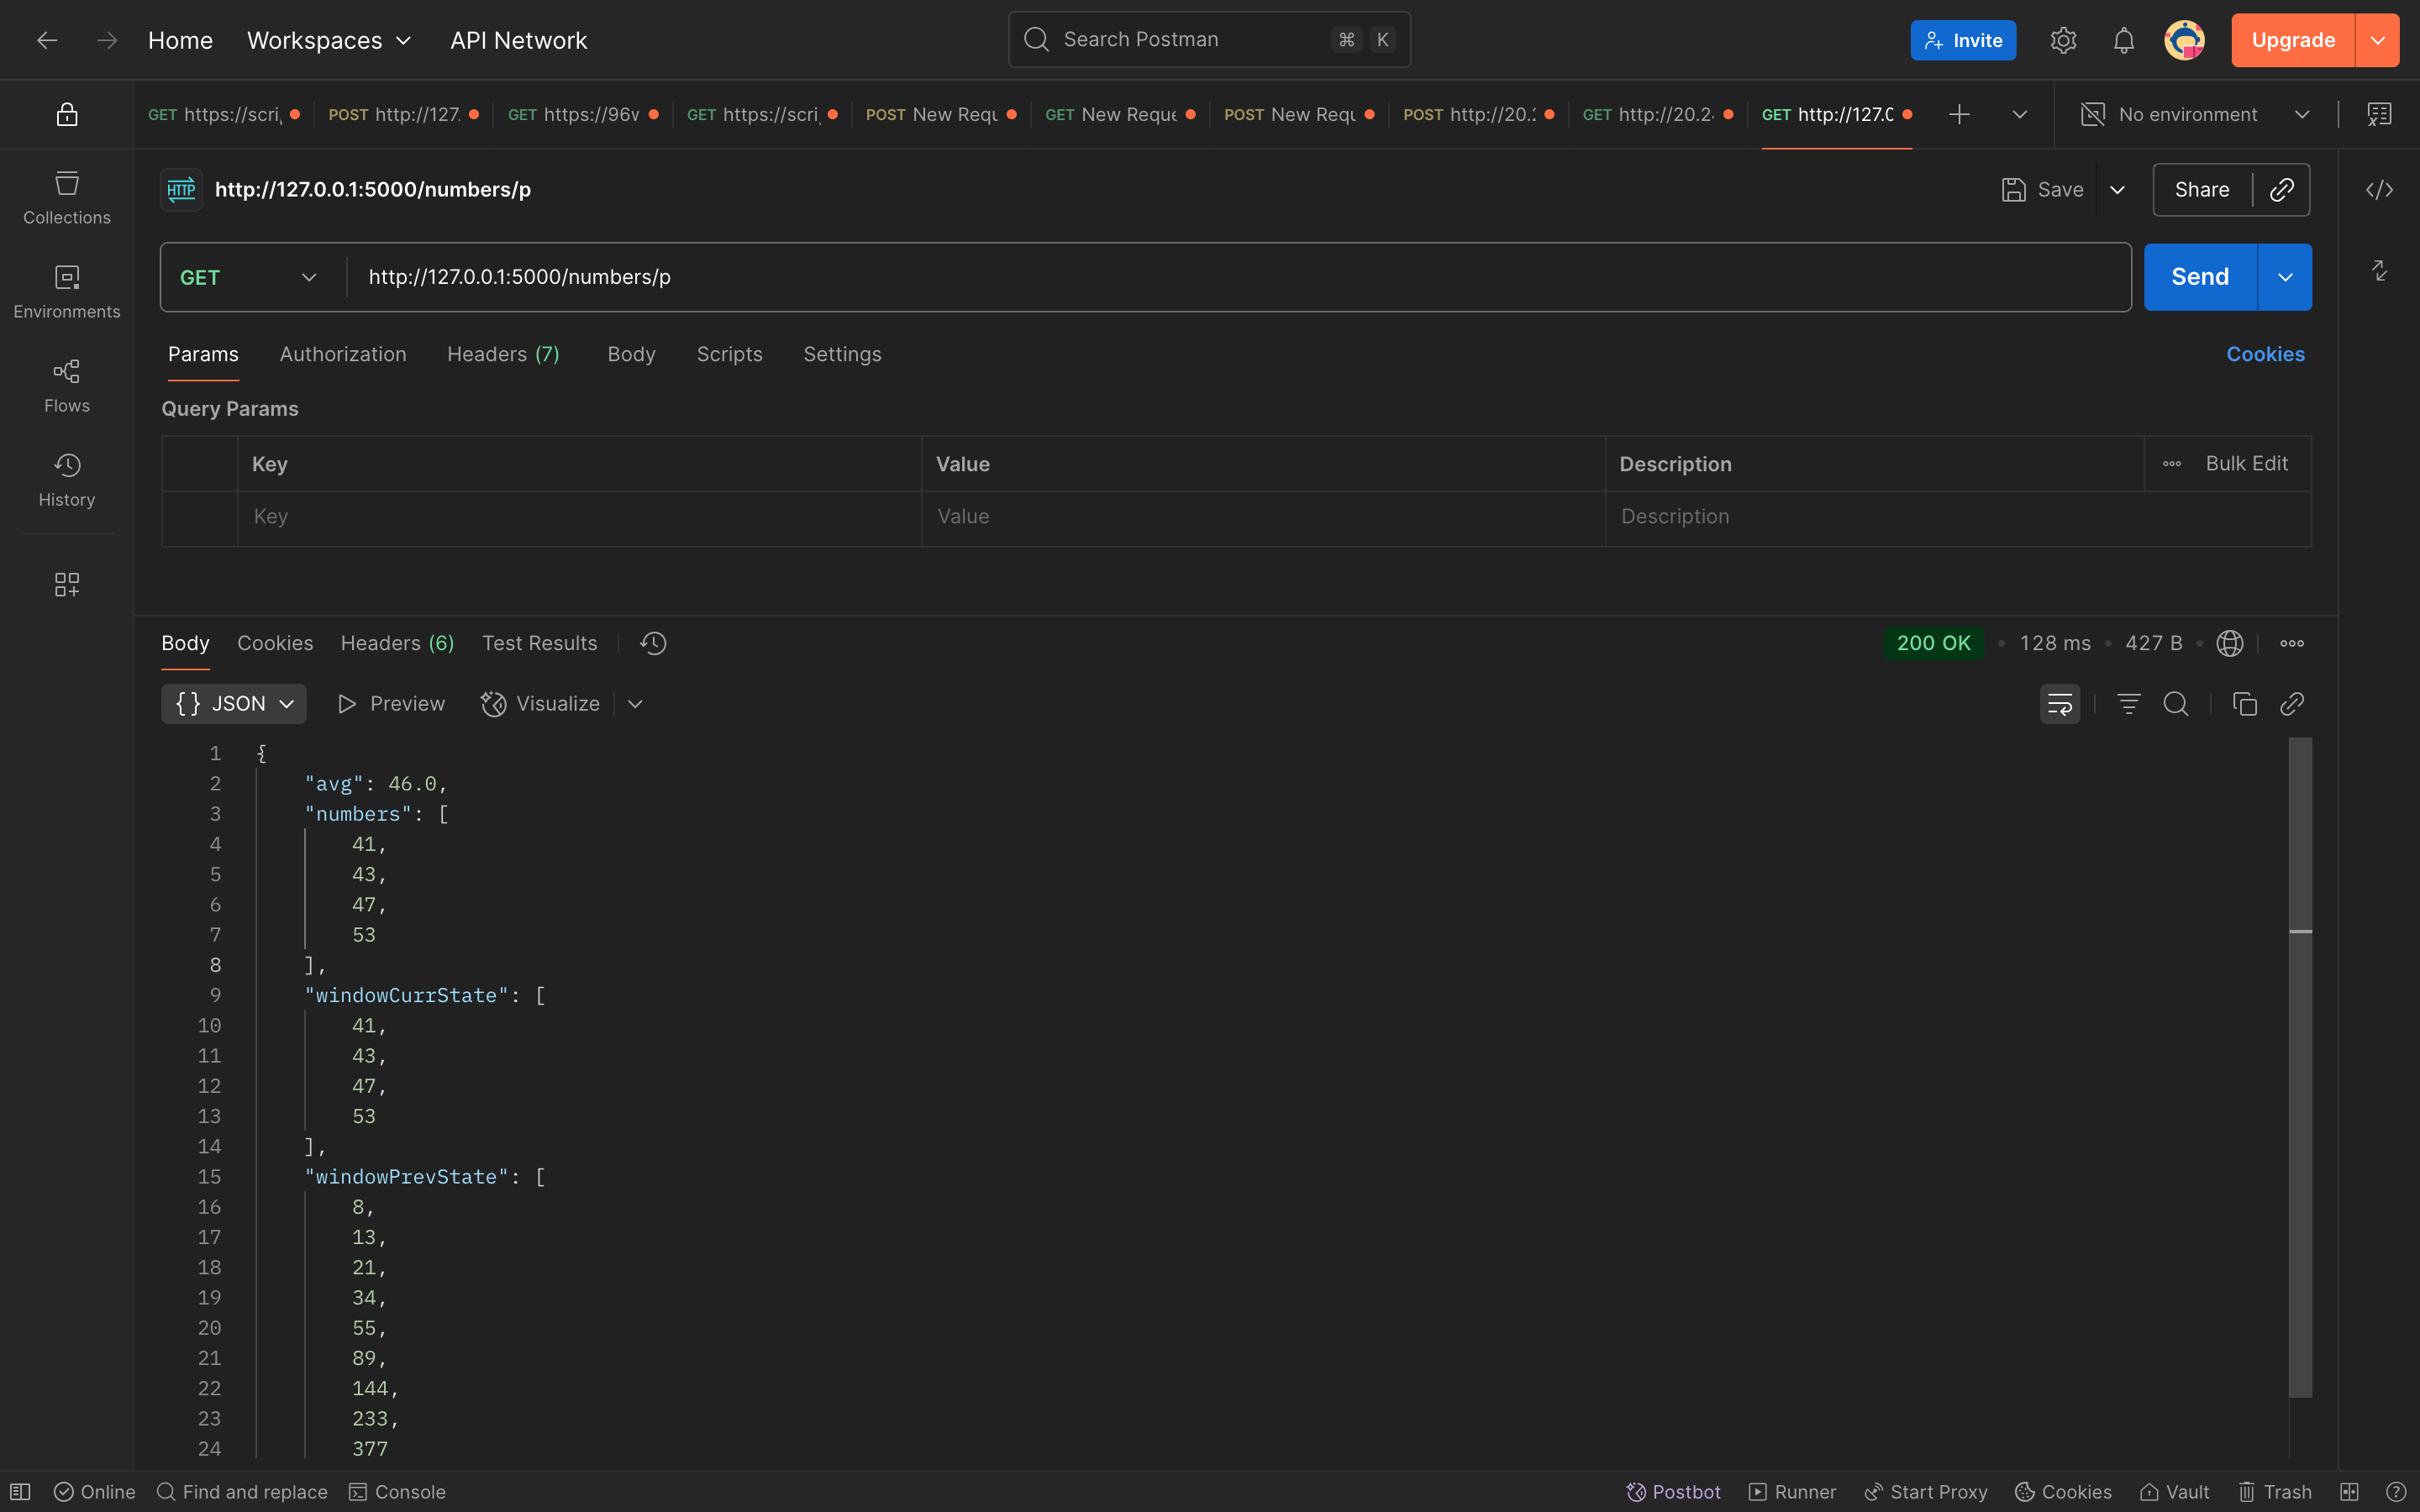 Home Workspaces API Network Search Postman ⌘ K Invite Upgrade
GET https://scri POST http://127. GET https://96v GET https://scri POST New Requ GET New Reque POST New Requ POST http://20.2 GET http://20.24 GET http://127.0 No environment
HTTP http://127.0.0.1:5000/numbers/p Save Share
Collections
GET http://127.0.0.1:5000/numbers/p Send
Environments
Params Authorization Headers (7) Body Scripts Settings Cookies
Flows
Query Params
Key Value Description Bulk Edit
History
Key Value Description
Body Cookies Headers (6) Test Results 200 OK 128 ms 427 B
{ } JSON Preview Visualize
1 {
2 "avg": 46.0,
3 "numbers": [
4 41,
5 43,
6 47,
7 53
8 ],
9 "windowCurrState": [
10 41,
11 43,
12 47,
13 53
14 ],
15 "windowPrevState": [
16 8,
17 13,
18 21,
19 34,
20 55,
21 89,
22 144,
23 233,
24 377
Online Find and replace Console Postbot Runner Start Proxy Cookies Vault Trash